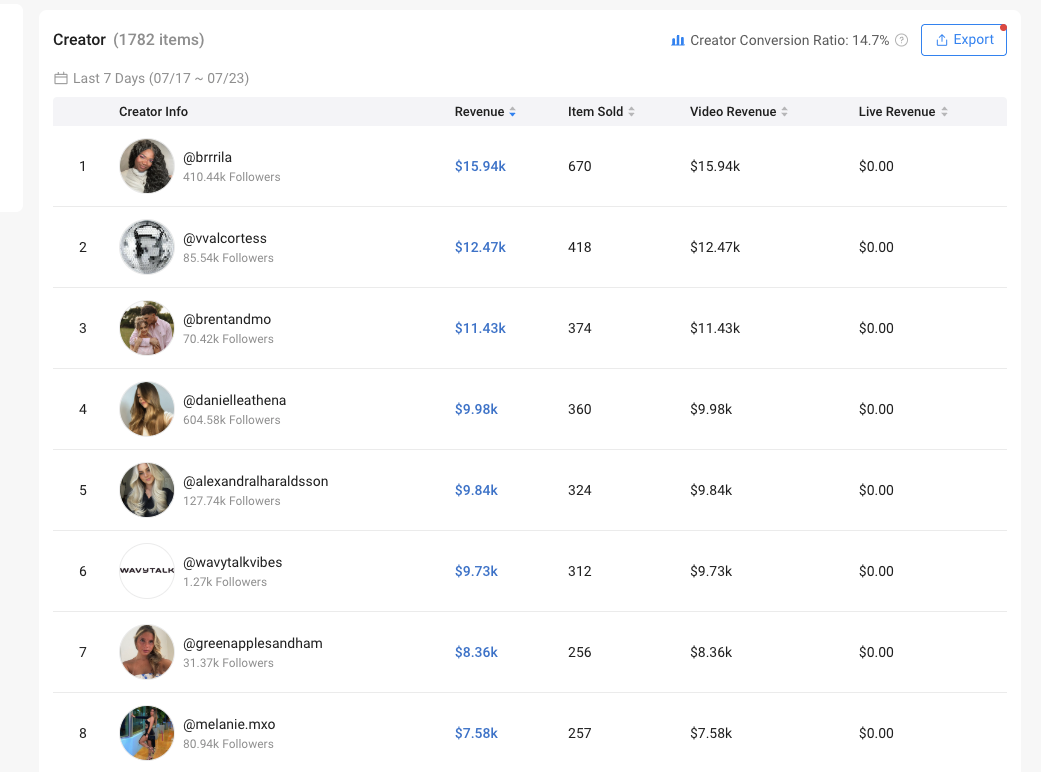 Creator (1782 items)
Creator Conversion Ratio: 14.7% ?
Export
Last 7 Days (07/17 ~ 07/23)
Creator Info Revenue Item Sold Video Revenue Live Revenue
1 @brrrila $15.94k 670 $15.94k $0.00
410.44k Followers
2 @vvalcortess $12.47k 418 $12.47k $0.00
85.54k Followers
3 @brentandmo $11.43k 374 $11.43k $0.00
70.42k Followers
4 @danielleathena $9.98k 360 $9.98k $0.00
604.58k Followers
5 @alexandralharaldsson $9.84k 324 $9.84k $0.00
127.74k Followers
6 WAVYTALK @wavytalkvibes $9.73k 312 $9.73k $0.00
1.27k Followers
7 @greenapplesandham $8.36k 256 $8.36k $0.00
31.37k Followers
8 @melanie.mxo $7.58k 257 $7.58k $0.00
80.94k Followers